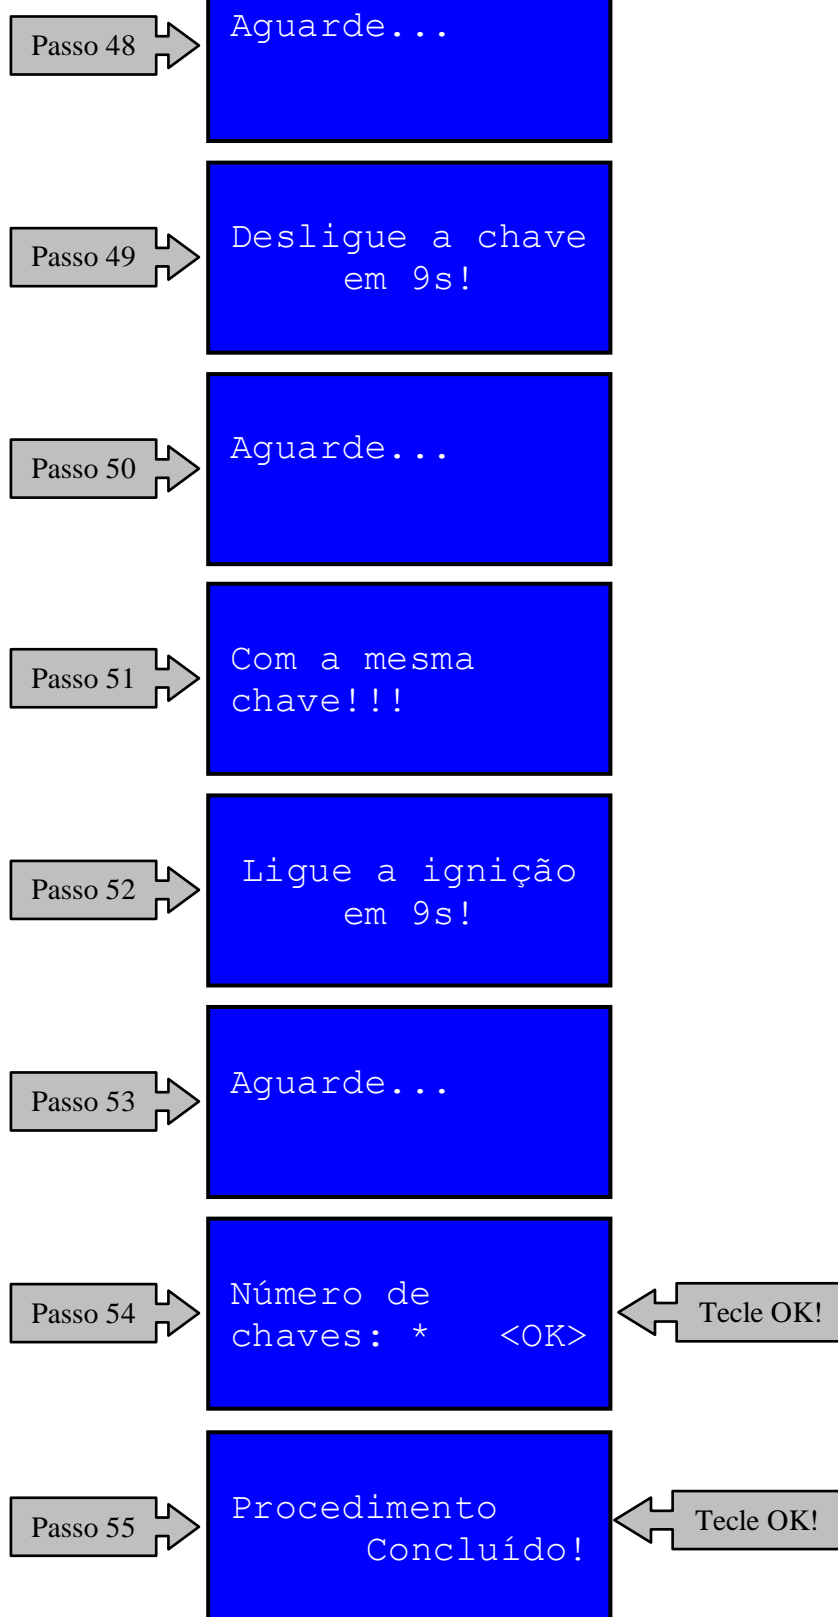 Passo 48
Aguarde...
Passo 49
Desligue a chave
em 9s!
Passo 50
Aguarde...
Passo 51
Com a mesma
chave!!!
Passo 52
Ligue a ignição
em 9s!
Passo 53
Aguarde...
Passo 54
Número de
chaves: * <OK>
Tecle OK!
Passo 55
Procedimento
Concluído!
Tecle OK!